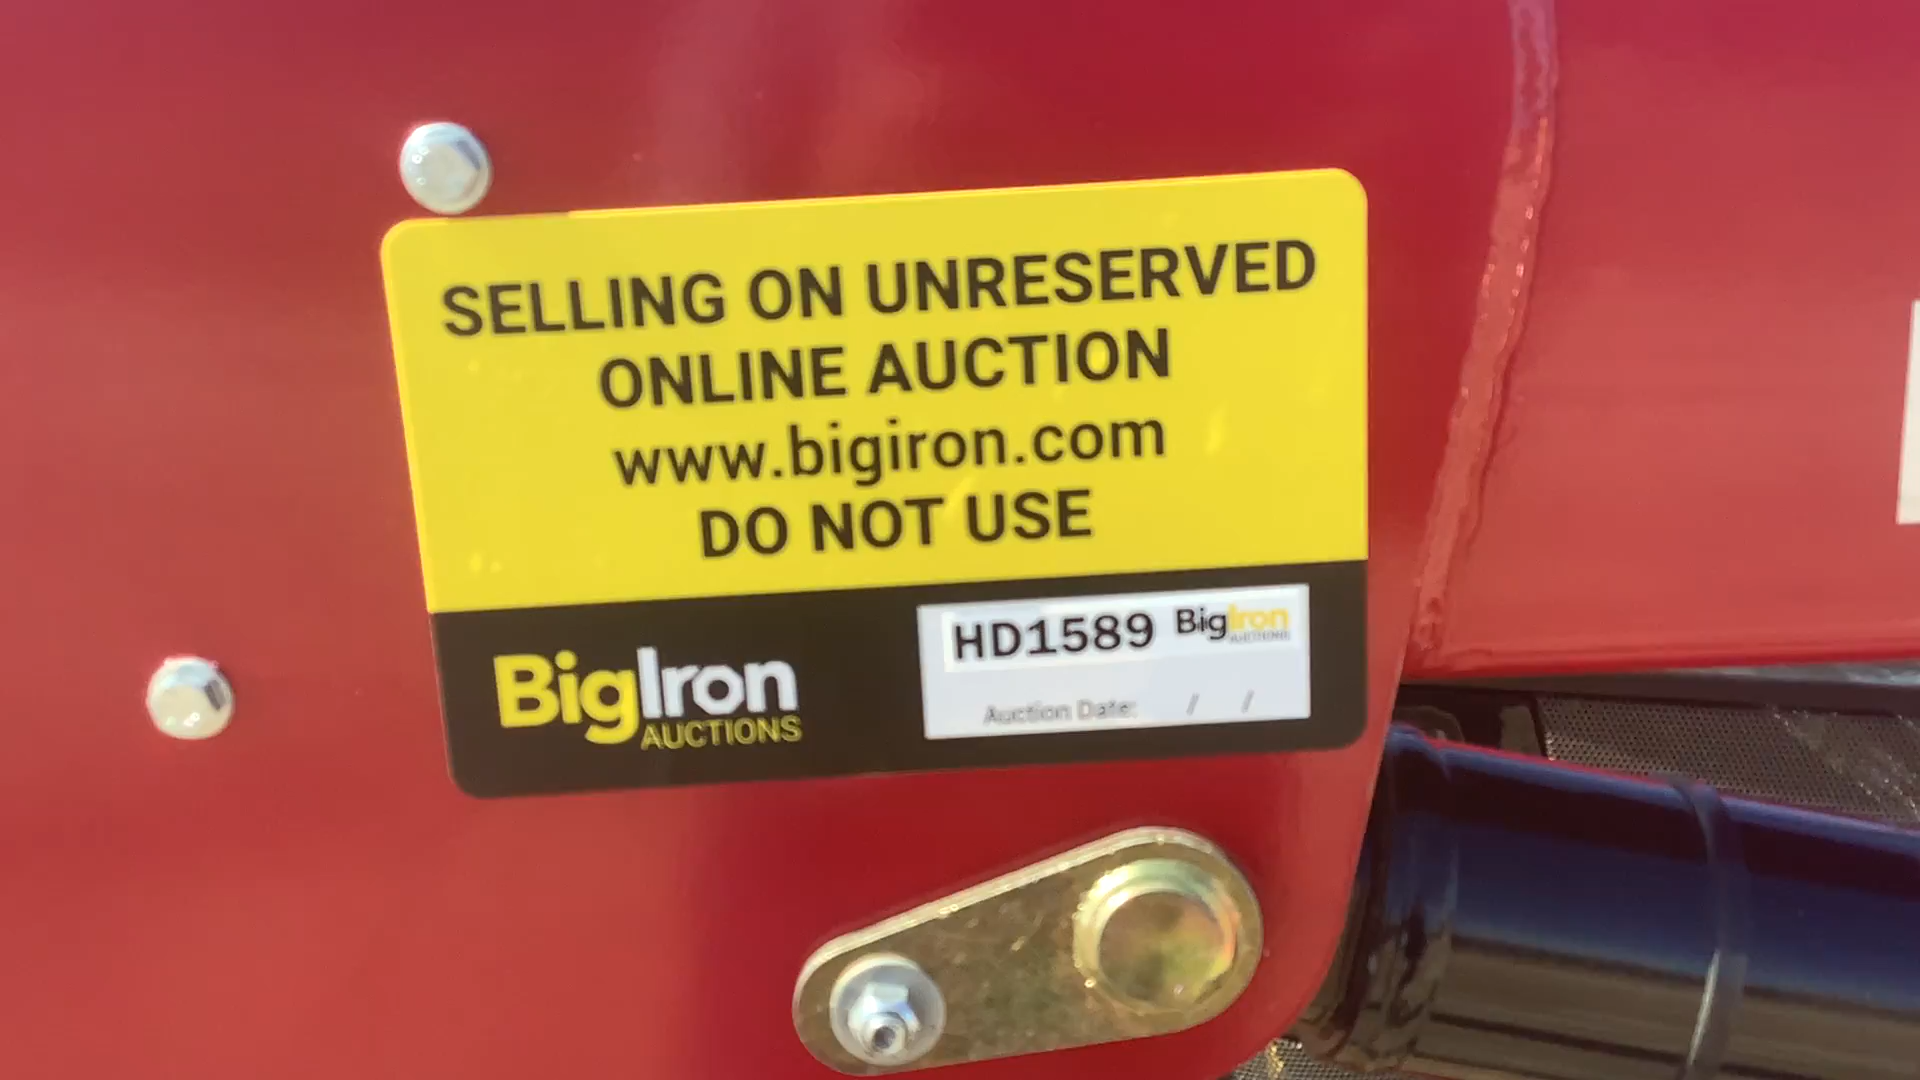 SELLING ON UNRESERVED
ONLINE AUCTION
www.bigiron.com
DO NOT USE
BigIron
AUCTIONS
HD1589 BigIron
AUCTIONS
Auction Date: / /